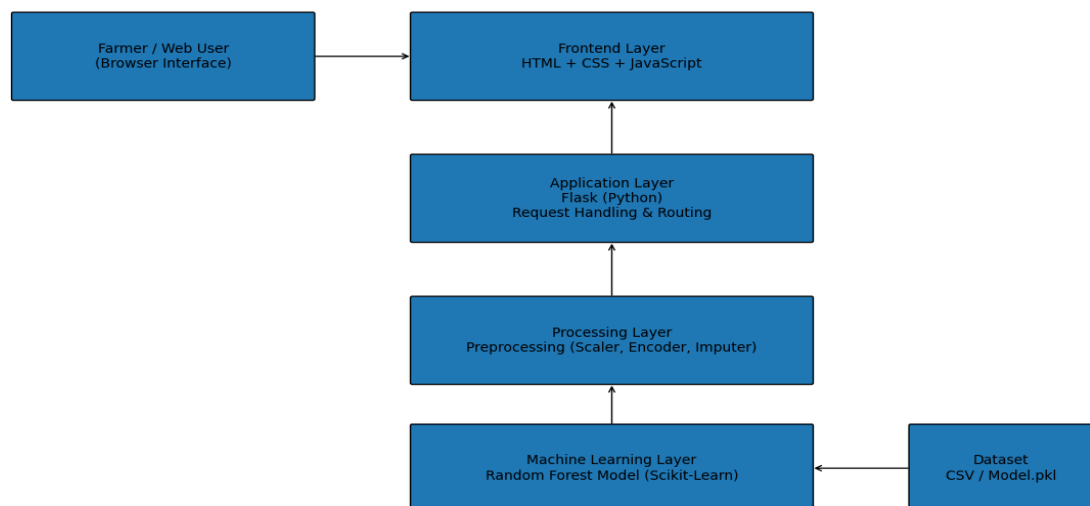 Farmer / Web User
(Browser Interface)
Frontend Layer
HTML + CSS + JavaScript
Application Layer
Flask (Python)
Request Handling & Routing
Processing Layer
Preprocessing (Scaler, Encoder, Imputer)
Machine Learning Layer
Random Forest Model (Scikit-Learn)
Dataset
CSV / Model.pkl